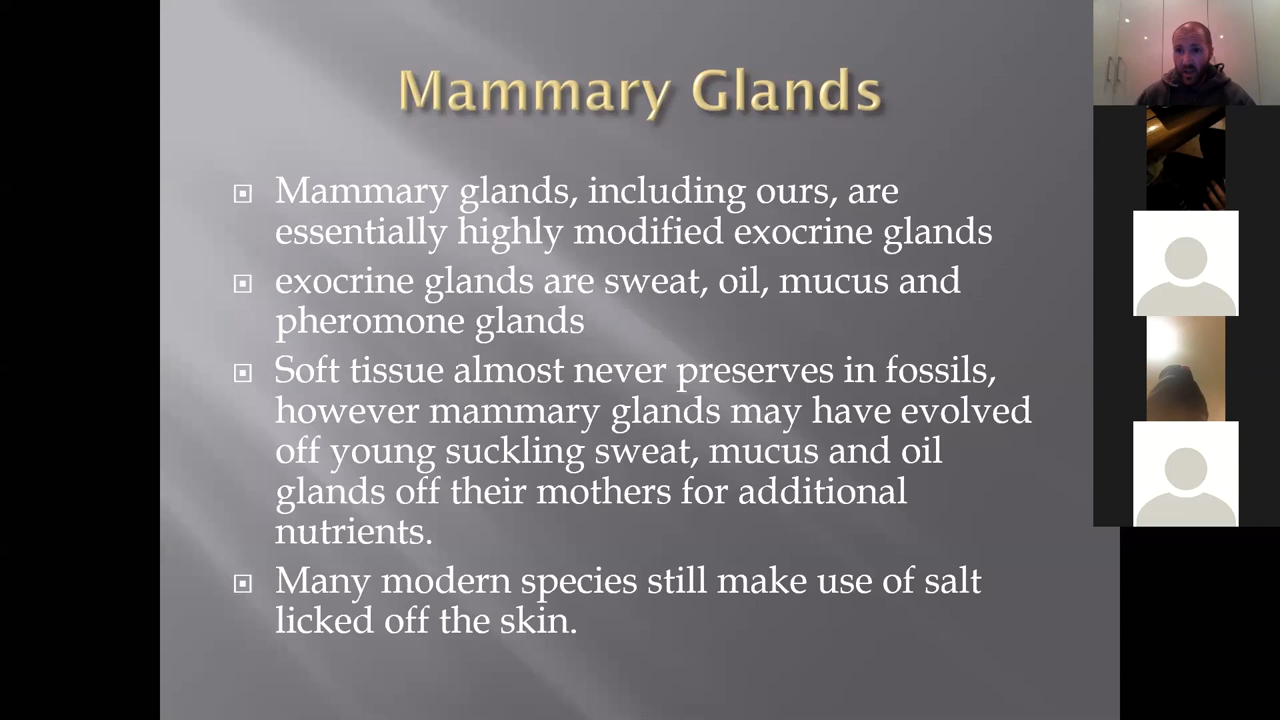 Mammary Glands
Mammary glands, including ours, are
essentially highly modified exocrine glands
exocrine glands are sweat, oil, mucus and
pheromone glands
Soft tissue almost never preserves in fossils,
however mammary glands may have evolved
off young suckling sweat, mucus and oil
glands off their mothers for additional
nutrients.
Many modern species still make use of salt
licked off the skin.